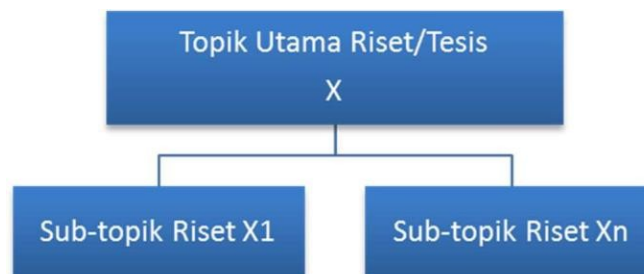 Topik Utama Riset/Tesis
X
Sub-topik Riset X1
Sub-topik Riset Xn